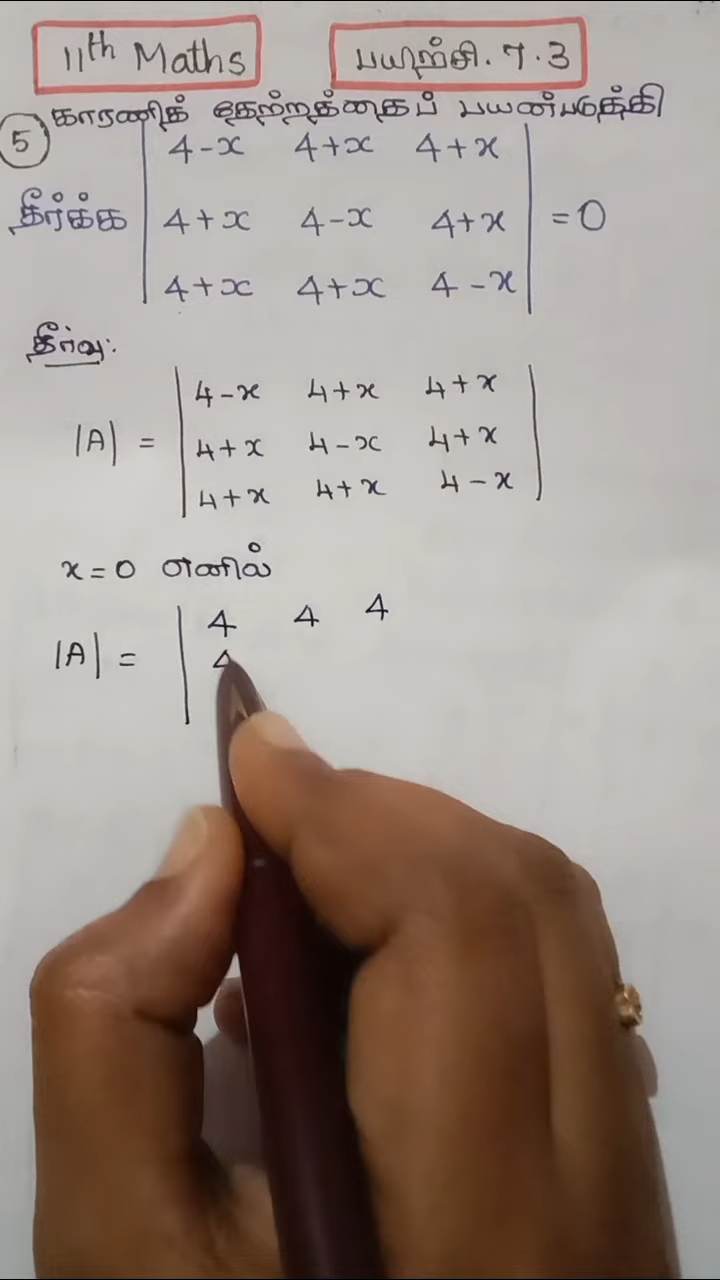 11th Maths பயிற்சி. 7.3
5 காரணித் தேற்றத்தைப் பயன்படுத்தி
4-x 4+x 4+x
தீர்க்க 4+x 4-x 4+x =0
4+x 4+x 4-x
தீர்வு:
4-x 4+x 4+x
|A| = 4+x 4-x 4+x
4+x 4+x 4-x
x=0 எனில்
4 4 4
|A| = 4